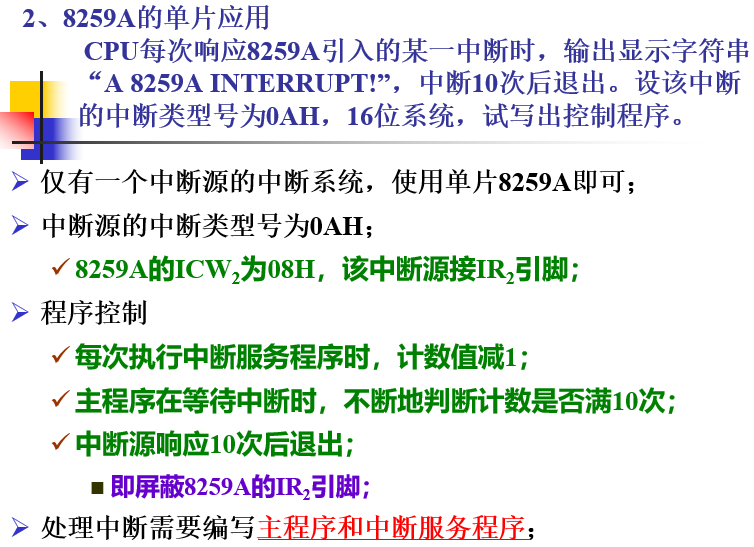 2、8259A的单片应用
CPU每次响应8259A引入的某一中断时，输出显示字符串
“A 8259A INTERRUPT!”，中断10次后退出。设该中断
的中断类型号为0AH，16位系统，试写出控制程序。
仅有一个中断源的中断系统，使用单片8259A即可；
中断源的中断类型号为0AH；
8259A的ICW2为08H，该中断源接IR2引脚；
程序控制
每次执行中断服务程序时，计数值减1；
主程序在等待中断时，不断地判断计数是否满10次；
中断源响应10次后退出；
即屏蔽8259A的IR2引脚；
处理中断需要编写主程序和中断服务程序；